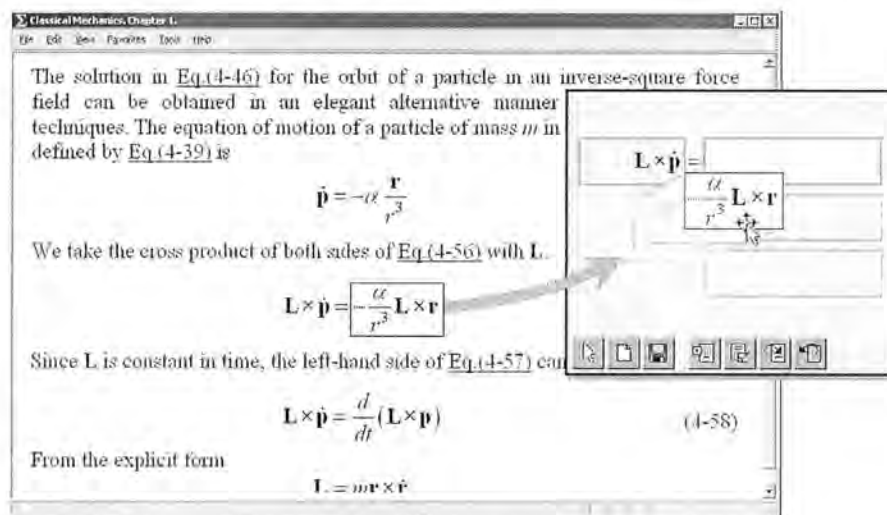 Classical Mechanics, Chapter 1.
File Edit View Favorites Tools Help
The solution in Eq.(4-46) for the orbit of a particle in an inverse-square force
field can be obtained in an elegant alternative manner
techniques. The equation of motion of a particle of mass m in
defined by Eq.(4-39) is
ṗ = -α r/r³
We take the cross product of both sides of Eq.(4-56) with L.
L × ṗ = -α/r³ L × r
Since L is constant in time, the left-hand side of Eq.(4-57) can
L × ṗ = d/dt (L × p) (4-58)
From the explicit form
L = mr × ṙ
L × ṗ =
-α/r³ L × r